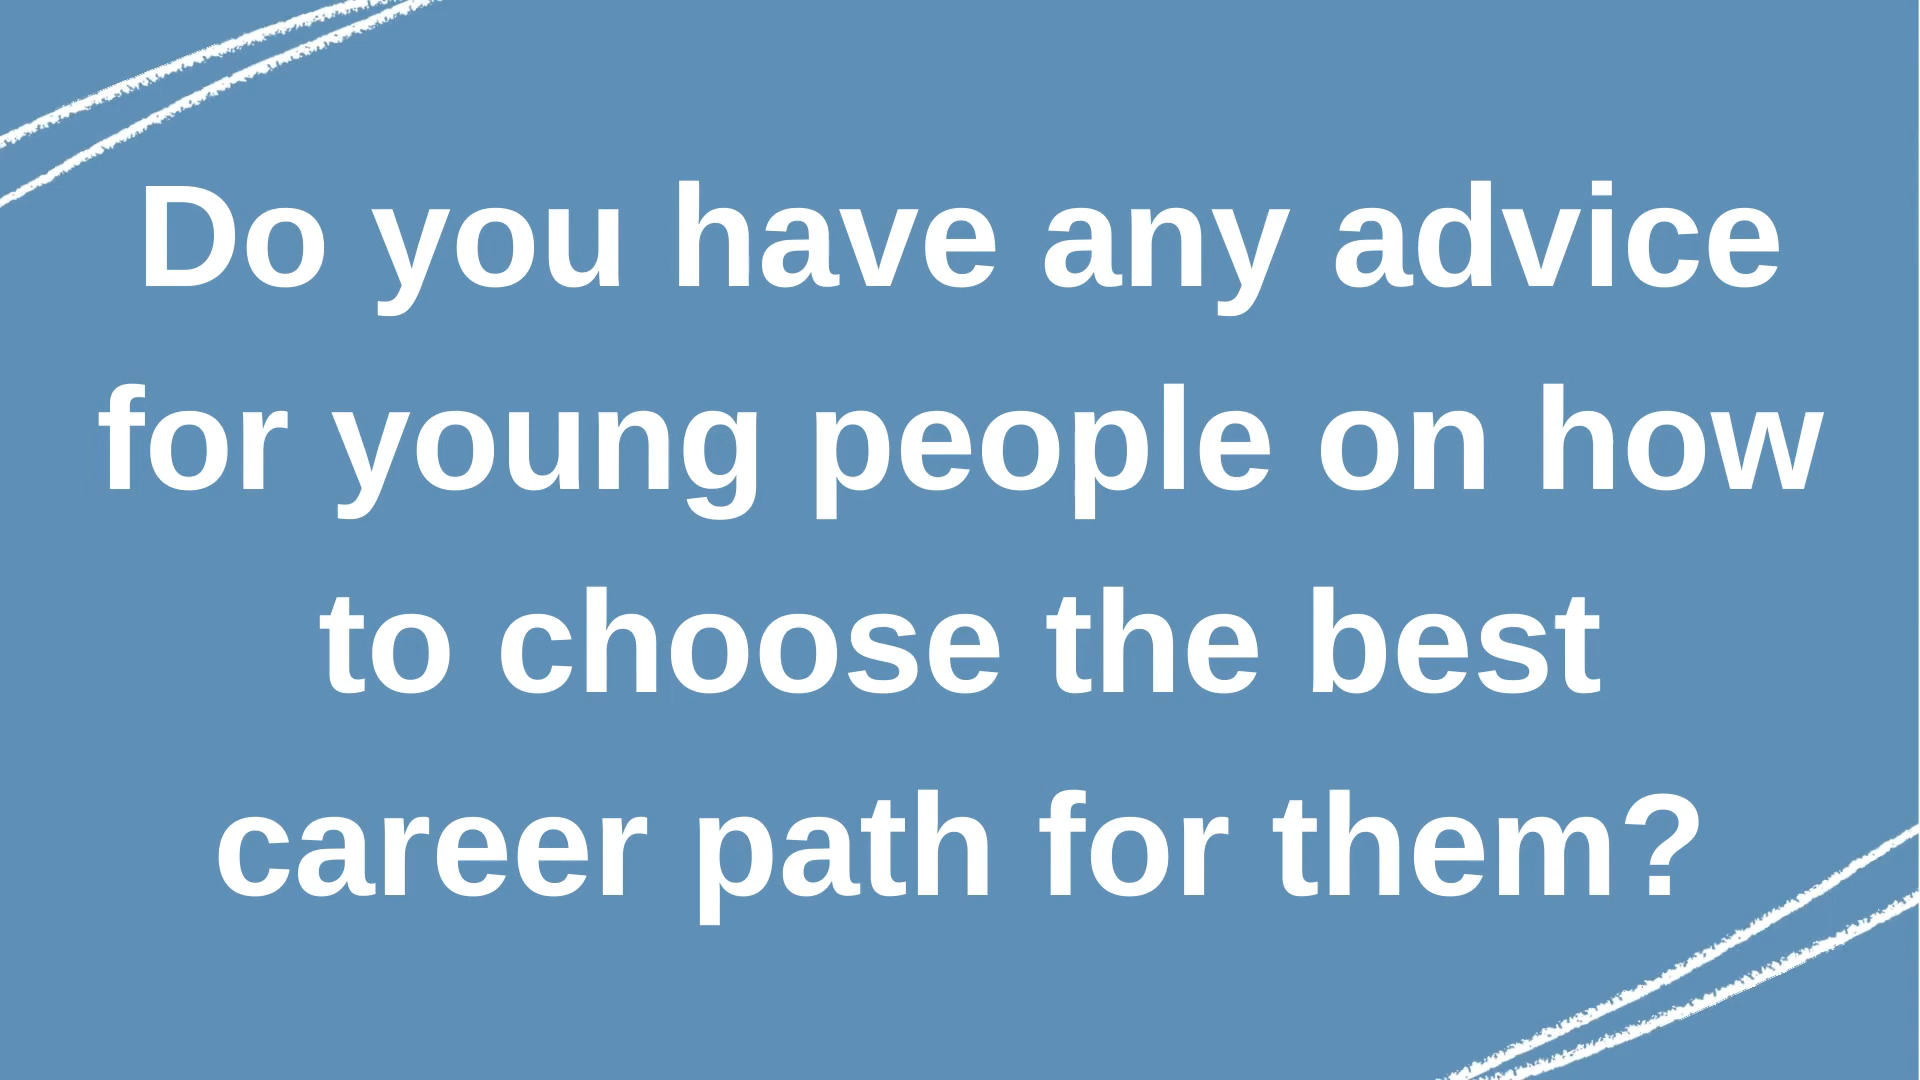 Do you have any advice
for young people on how
to choose the best
career path for them?